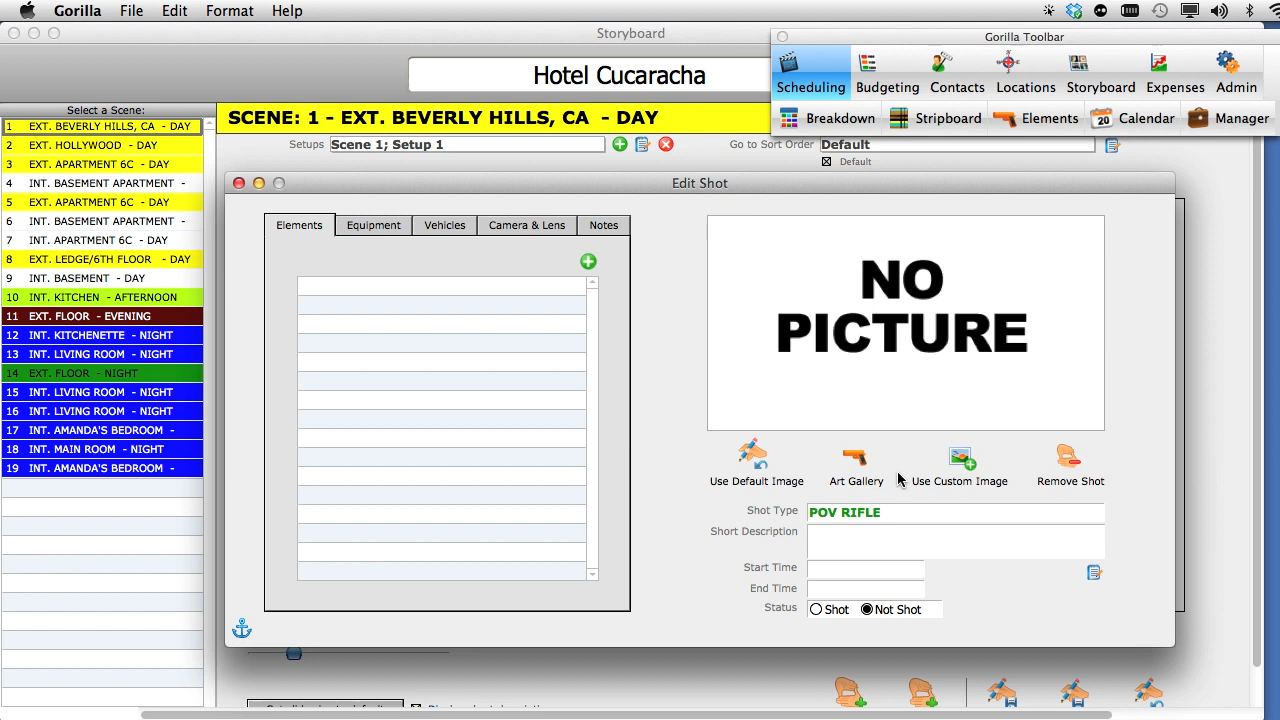 Gorilla File Edit Format Help
Storyboard
Gorilla Toolbar
Hotel Cucaracha
Scheduling Budgeting Contacts Locations Storyboard Expenses Admin
Breakdown Stripboard Elements Calendar Manager
20
Select a Scene:
1 EXT. BEVERLY HILLS, CA - DAY
2 EXT. HOLLYWOOD - DAY
3 EXT. APARTMENT 6C - DAY
4 INT. BASEMENT APARTMENT -
5 EXT. APARTMENT 6C - DAY
6 INT. BASEMENT APARTMENT -
7 INT. APARTMENT 6C - DAY
8 EXT. LEDGE/6TH FLOOR - DAY
9 INT. BASEMENT - DAY
10 INT. KITCHEN - AFTERNOON
11 EXT. FLOOR - EVENING
12 INT. KITCHENETTE - NIGHT
13 INT. LIVING ROOM - NIGHT
14 EXT. FLOOR - NIGHT
15 INT. LIVING ROOM - NIGHT
16 INT. LIVING ROOM - NIGHT
17 INT. AMANDA'S BEDROOM -
18 INT. MAIN ROOM - NIGHT
19 INT. AMANDA'S BEDROOM -
SCENE: 1 - EXT. BEVERLY HILLS, CA - DAY
Setups Scene 1; Setup 1
Go to Sort Order Default
Default
Edit Shot
Elements Equipment Vehicles Camera & Lens Notes
NO
PICTURE
Use Default Image Art Gallery Use Custom Image Remove Shot
Shot Type POV RIFLE
Short Description
Start Time
End Time
Status Shot Not Shot